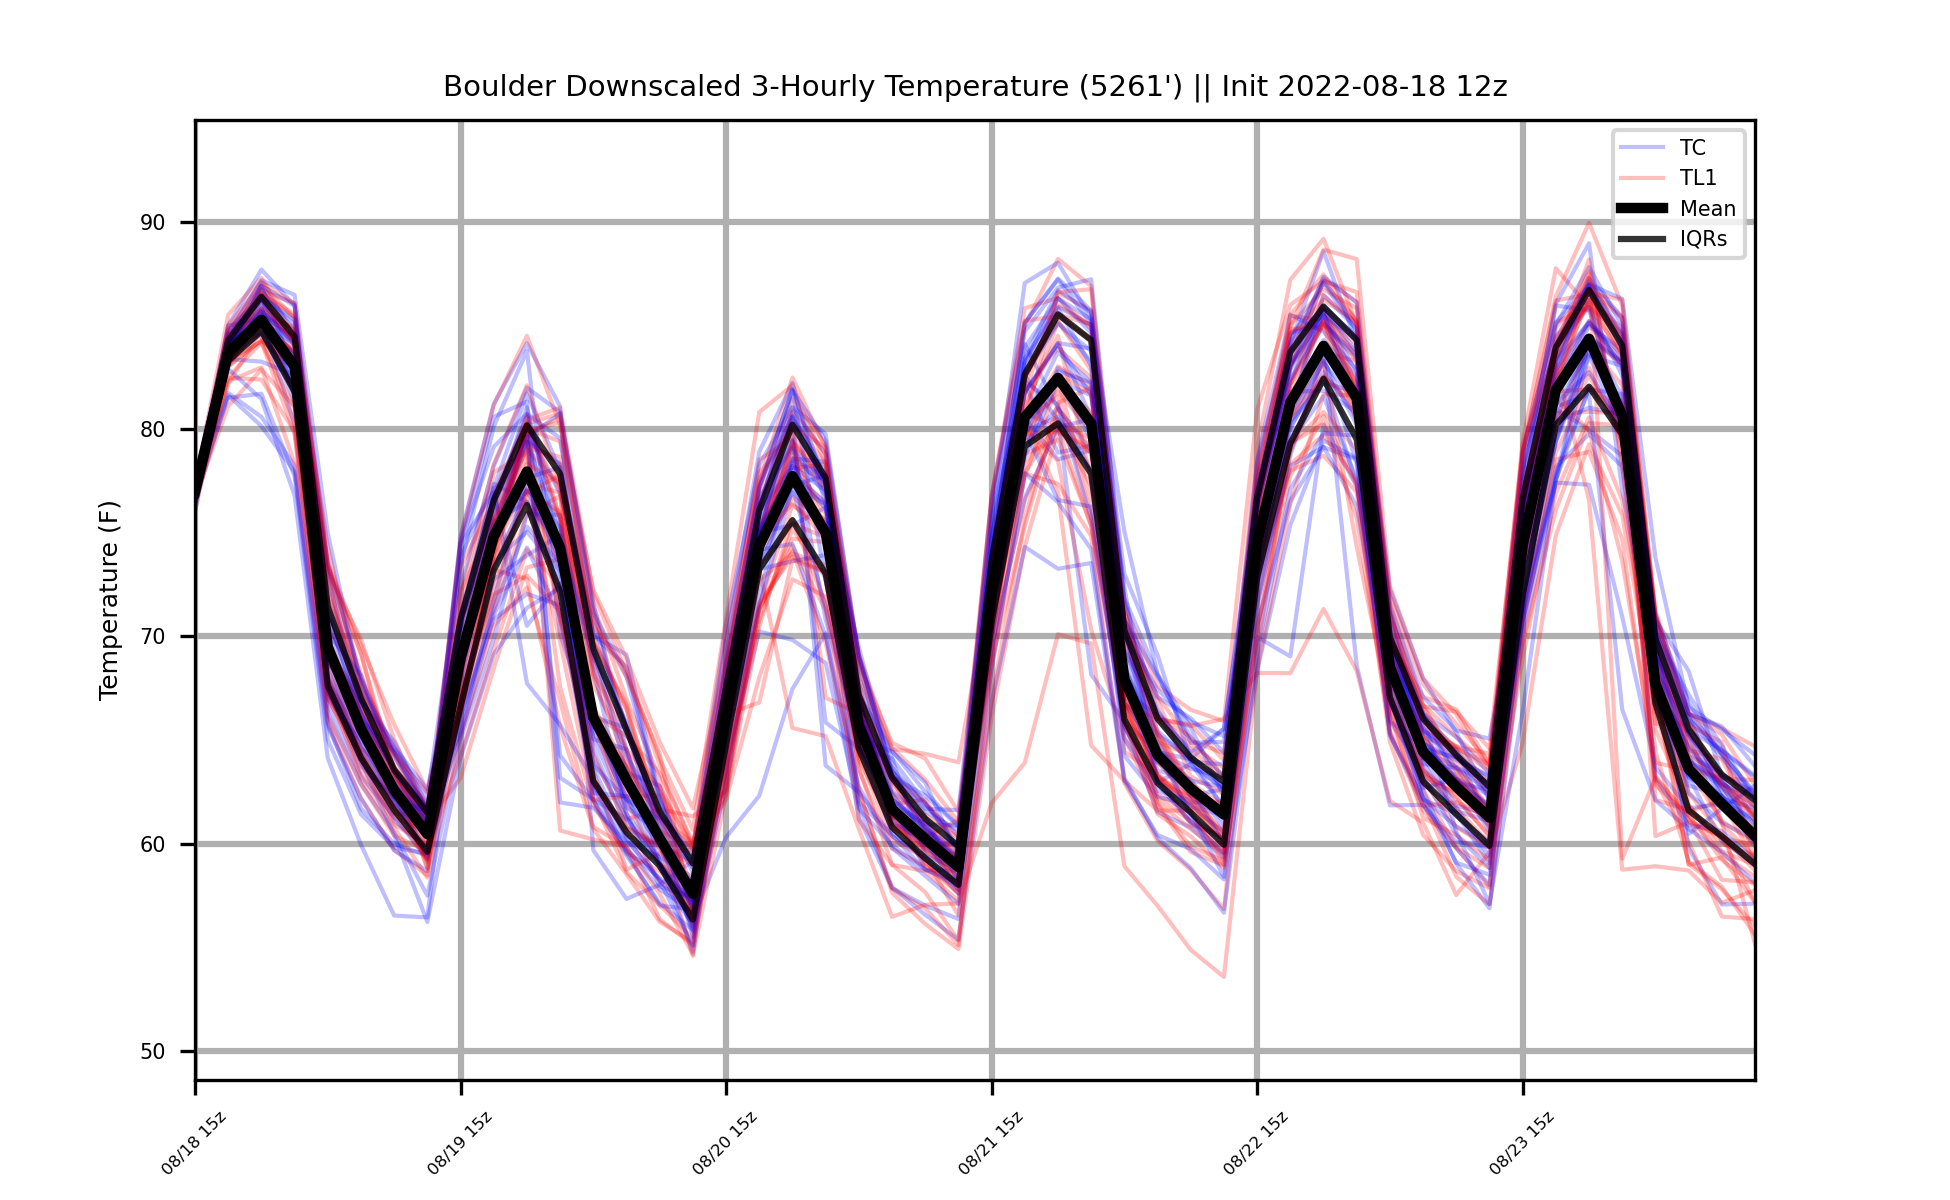 Boulder Downscaled 3-Hourly Temperature (5261') || Init 2022-08-18 12z
TC
TL1
Mean
IQRs
Temperature (F)
90
80
70
60
50
08/18 15z
08/19 15z
08/20 15z
08/21 15z
08/22 15z
08/23 15z